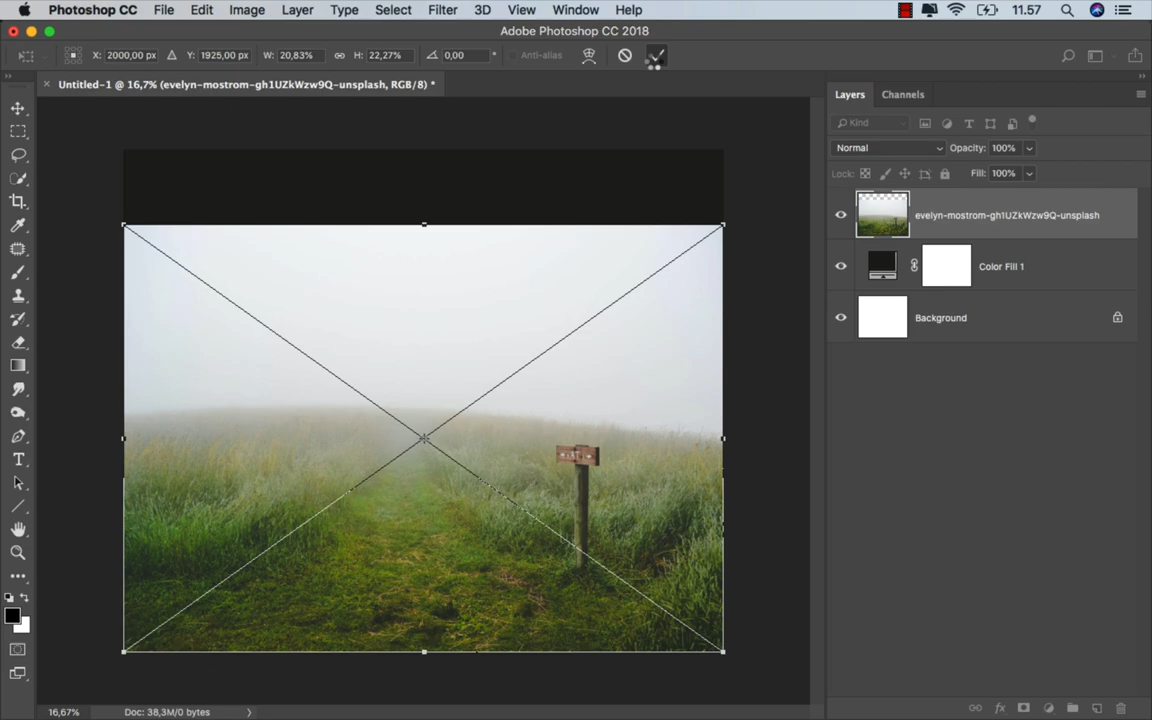 Photoshop CC File Edit Image Layer Type Select Filter 3D View Window Help 11.57
Adobe Photoshop CC 2018
X: 2000,00 px Y: 1925,00 px W: 20,83% H: 22,27% 0,00 ° Anti-alias
Untitled-1 @ 16,7% (evelyn-mostrom-gh1UZkWzw9Q-unsplash, RGB/8) *
Layers Channels
Kind
Normal Opacity: 100%
Lock: Fill: 100%
evelyn-mostrom-gh1UZkWzw9Q-unsplash
Color Fill 1
Background
16,67% Doc: 38,3M/0 bytes